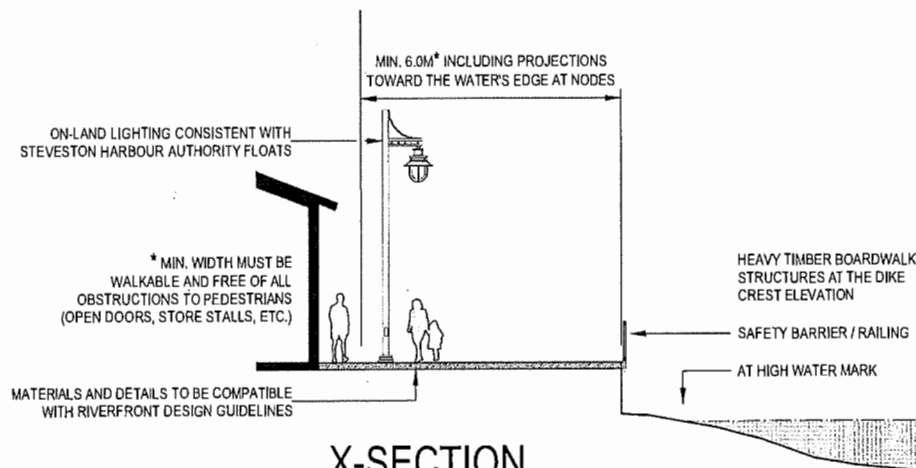 MIN. 6.0M* INCLUDING PROJECTIONS
TOWARD THE WATER'S EDGE AT NODES
ON-LAND LIGHTING CONSISTENT WITH
STEVESTON HARBOUR AUTHORITY FLOATS
* MIN. WIDTH MUST BE
WALKABLE AND FREE OF ALL
OBSTRUCTIONS TO PEDESTRIANS
(OPEN DOORS, STORE STALLS, ETC.)
HEAVY TIMBER BOARDWALK
STRUCTURES AT THE DIKE
CREST ELEVATION
SAFETY BARRIER / RAILING
AT HIGH WATER MARK
MATERIALS AND DETAILS TO BE COMPATIBLE
WITH RIVERFRONT DESIGN GUIDELINES
X-SECTION